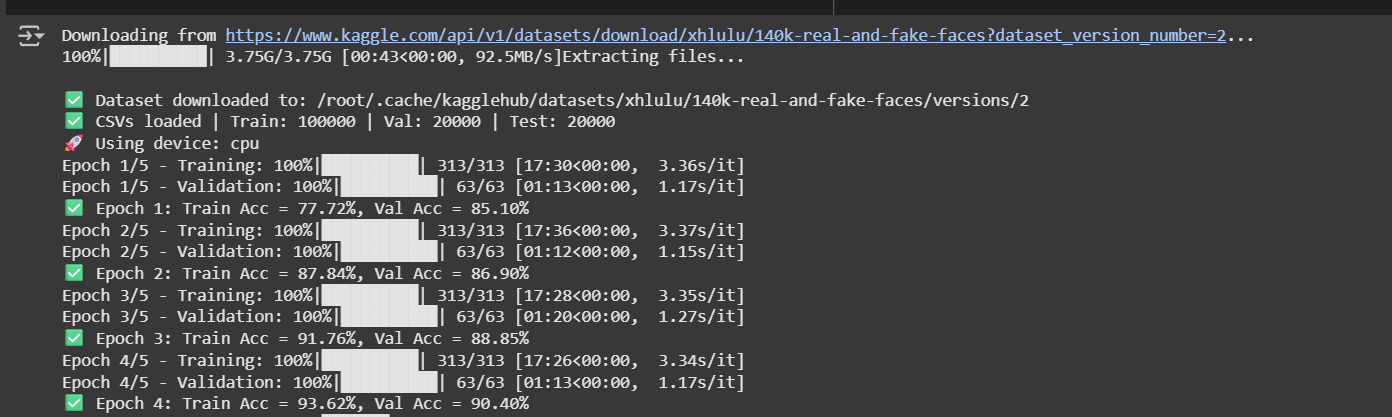 Downloading from https://www.kaggle.com/api/v1/datasets/download/xhlulu/140k-real-and-fake-faces?dataset_version_number=2...
100%|██████████| 3.75G/3.75G [00:43<00:00, 92.5MB/s]Extracting files...
✅ Dataset downloaded to: /root/.cache/kagglehub/datasets/xhlulu/140k-real-and-fake-faces/versions/2
✅ CSVs loaded | Train: 100000 | Val: 20000 | Test: 20000
🚀 Using device: cpu
Epoch 1/5 - Training: 100%|██████████| 313/313 [17:30<00:00, 3.36s/it]
Epoch 1/5 - Validation: 100%|██████████| 63/63 [01:13<00:00, 1.17s/it]
✅ Epoch 1: Train Acc = 77.72%, Val Acc = 85.10%
Epoch 2/5 - Training: 100%|██████████| 313/313 [17:36<00:00, 3.37s/it]
Epoch 2/5 - Validation: 100%|██████████| 63/63 [01:12<00:00, 1.15s/it]
✅ Epoch 2: Train Acc = 87.84%, Val Acc = 86.90%
Epoch 3/5 - Training: 100%|██████████| 313/313 [17:28<00:00, 3.35s/it]
Epoch 3/5 - Validation: 100%|██████████| 63/63 [01:20<00:00, 1.27s/it]
✅ Epoch 3: Train Acc = 91.76%, Val Acc = 88.85%
Epoch 4/5 - Training: 100%|██████████| 313/313 [17:26<00:00, 3.34s/it]
Epoch 4/5 - Validation: 100%|██████████| 63/63 [01:13<00:00, 1.17s/it]
✅ Epoch 4: Train Acc = 93.62%, Val Acc = 90.40%